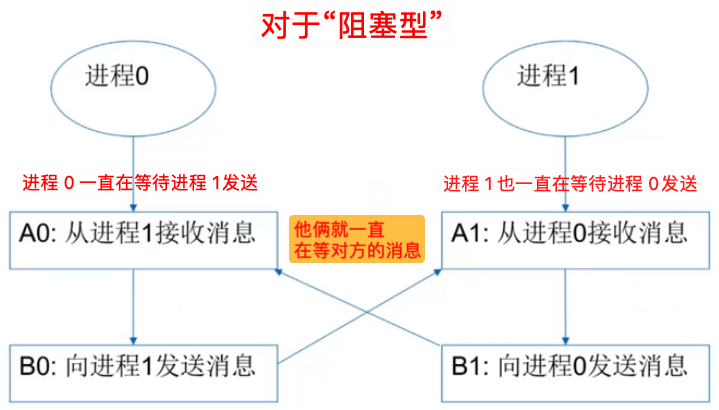 对于“阻塞型”
进程0
进程1
进程 0 一直在等待进程 1发送
进程 1 也一直在等待进程 0发送
A0: 从进程1接收消息
他俩就一直
在等对方的消息
A1: 从进程0接收消息
B0: 向进程1发送消息
B1: 向进程0发送消息